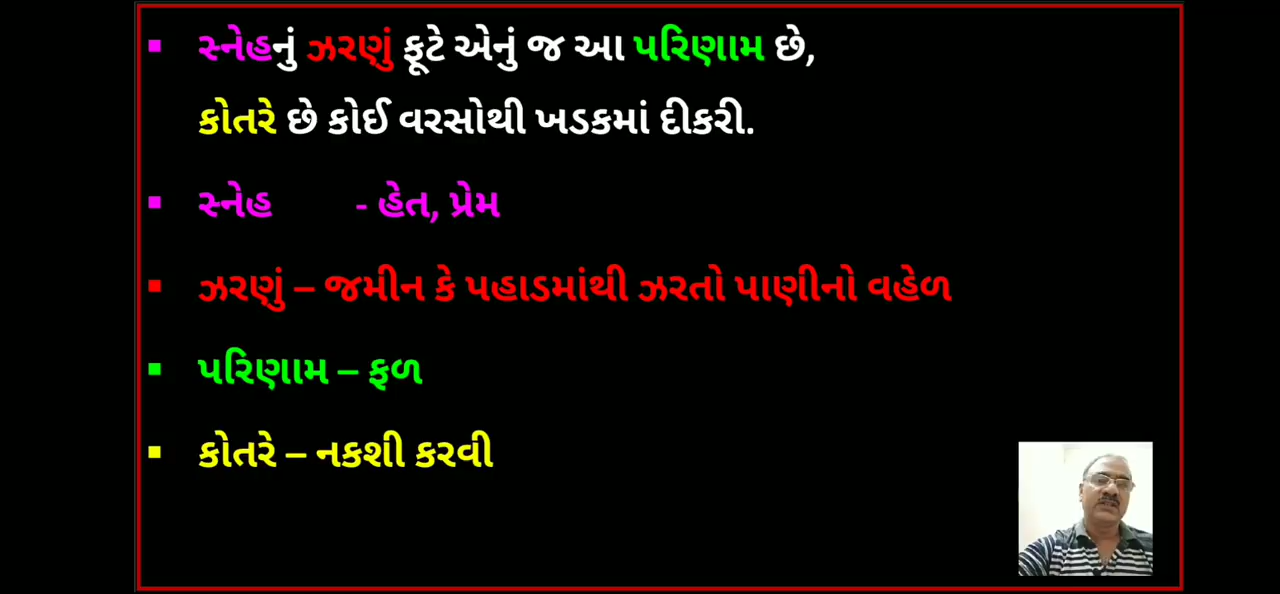 ▪ સ્નેહનું ઝરણું ફૂટે એનું જ આ પરિણામ છે,
કોતરે છે કોઈ વરસોથી ખડકમાં દીકરી.
▪ સ્નેહ - હેત, પ્રેમ
▪ ઝરણું – જમીન કે પહાડમાંથી ઝરતો પાણીનો વહેળ
▪ પરિણામ – ફળ
▪ કોતરે – નકશી કરવી